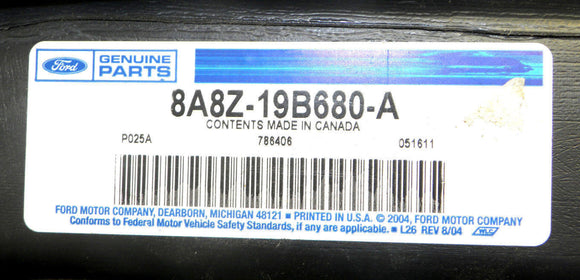 Ford
GENUINE
PARTS
8A8Z-19B680-A
CONTENTS MADE IN CANADA
P025A 786406 051611
FORD MOTOR COMPANY, DEARBORN, MICHIGAN 48121 ■ PRINTED IN U.S.A. © 2004, FORD MOTOR COMPANY
Conforms to Federal Motor Vehicle Safety Standards, if any are applicable. ■ L26 REV 8/04 WLC